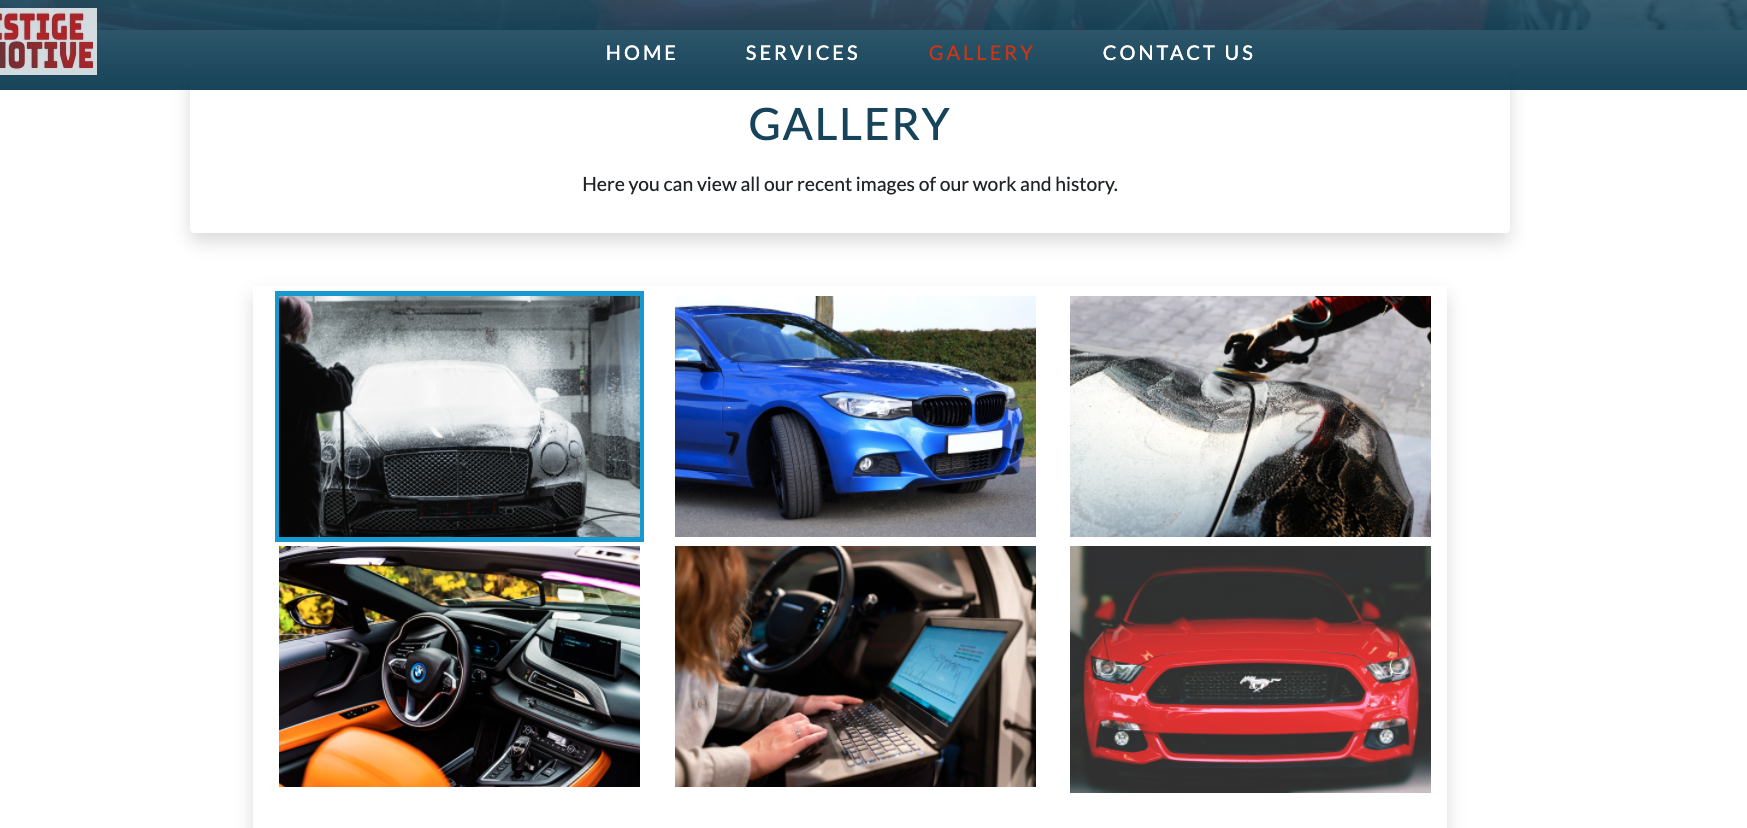 STIGE
MOTIVE
HOME SERVICES GALLERY CONTACT US
GALLERY
Here you can view all our recent images of our work and history.